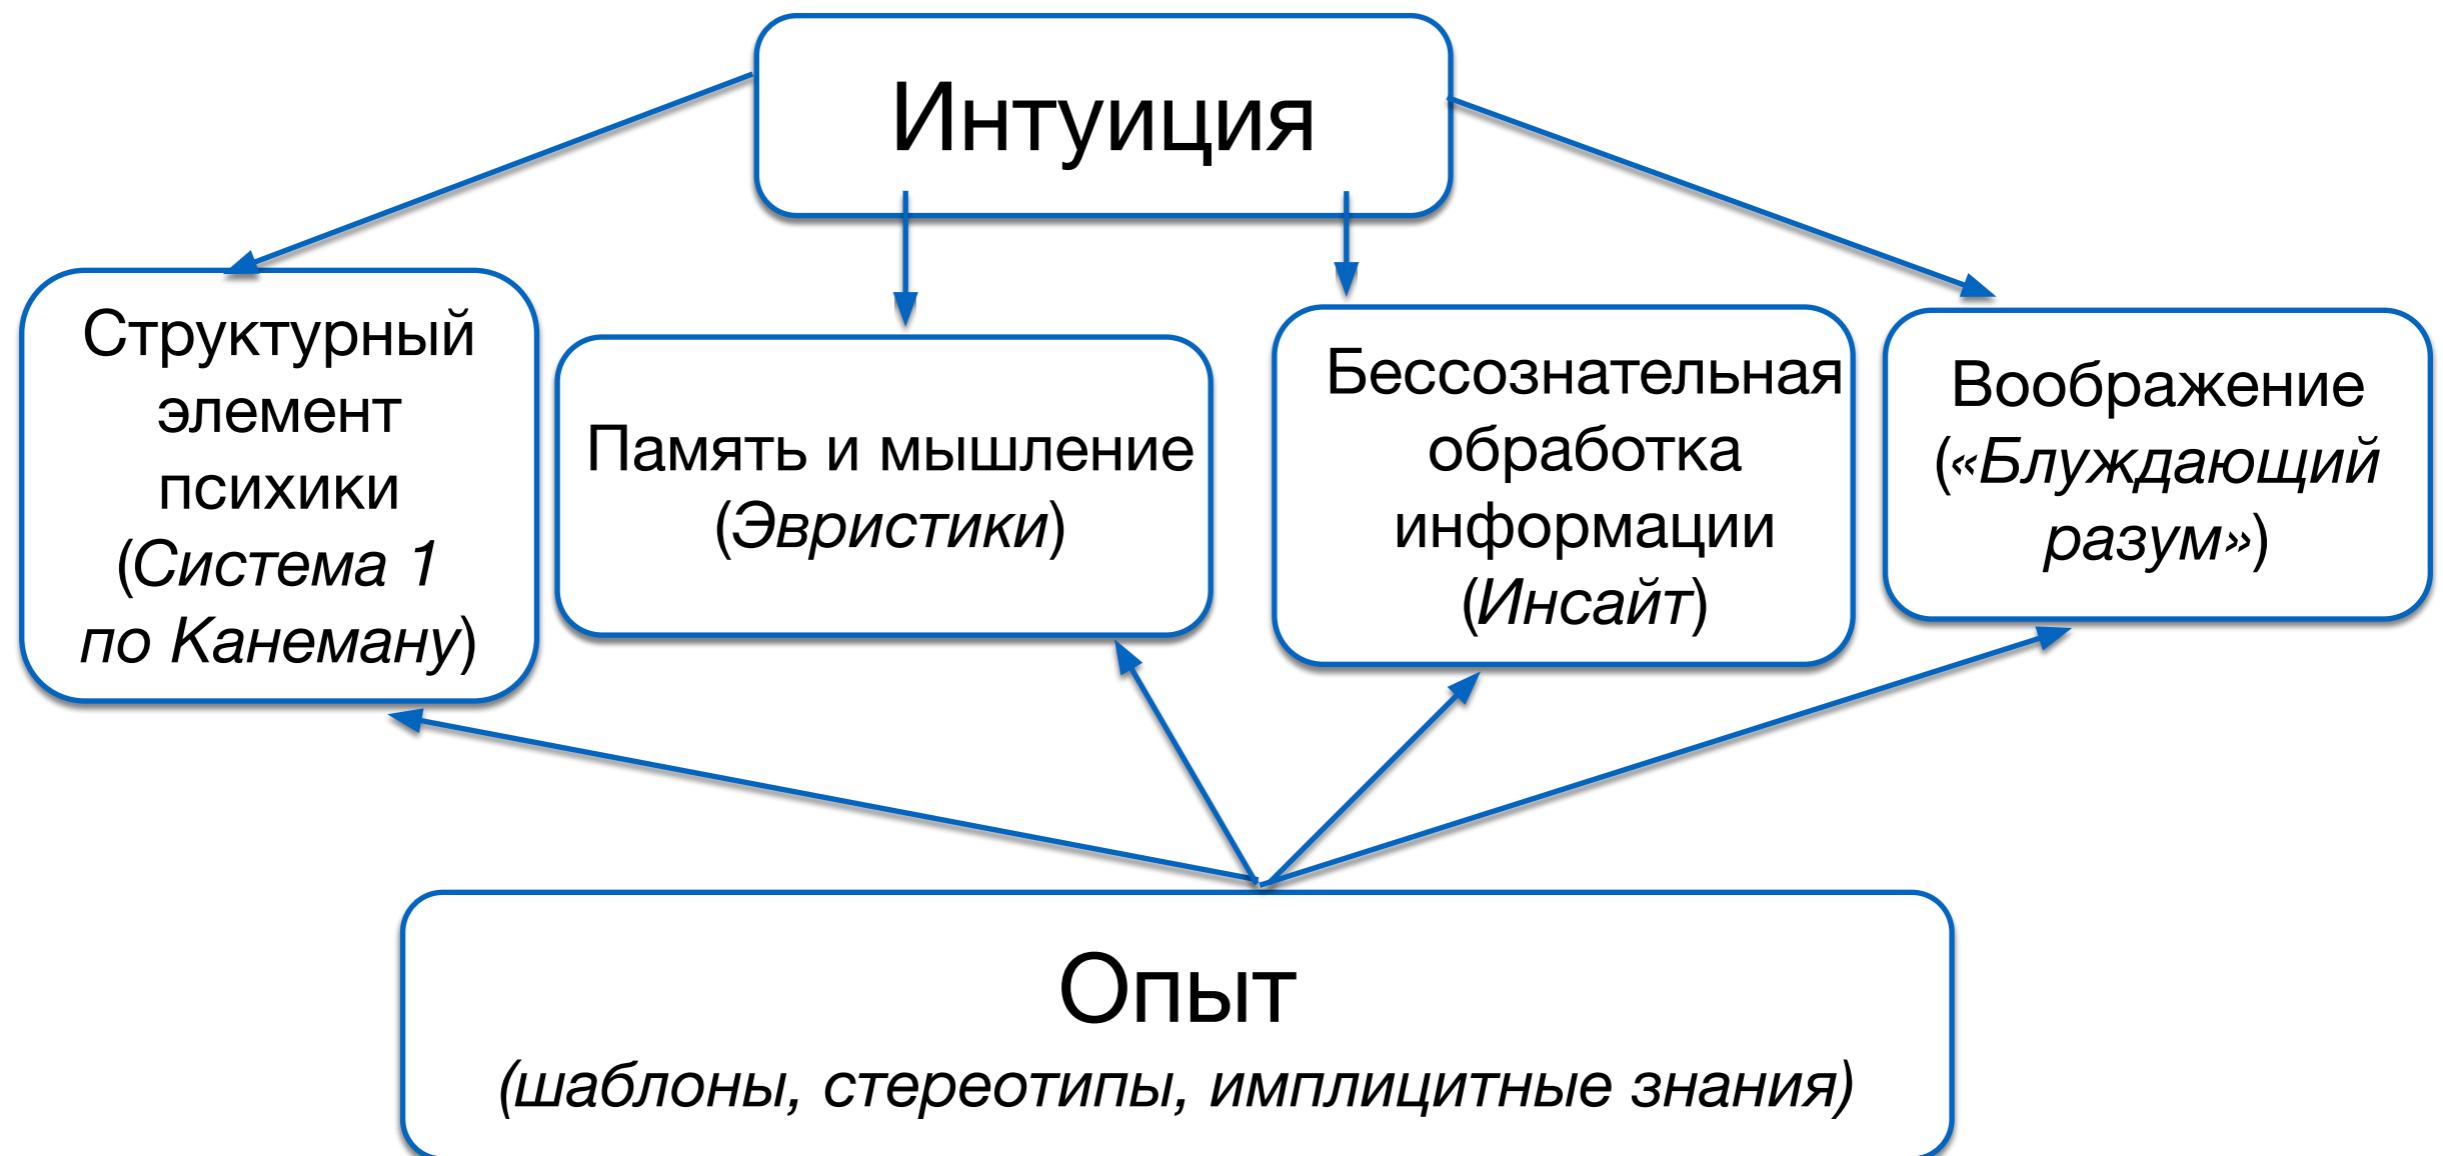 Интуиция
Структурный
элемент
психики
(Система 1
по Канеману)
Память и мышление
(Эвристики)
Бессознательная
обработка
информации
(Инсайт)
Воображение
(«Блуждающий
разум»)
Опыт
(шаблоны, стереотипы, имплицитные знания)